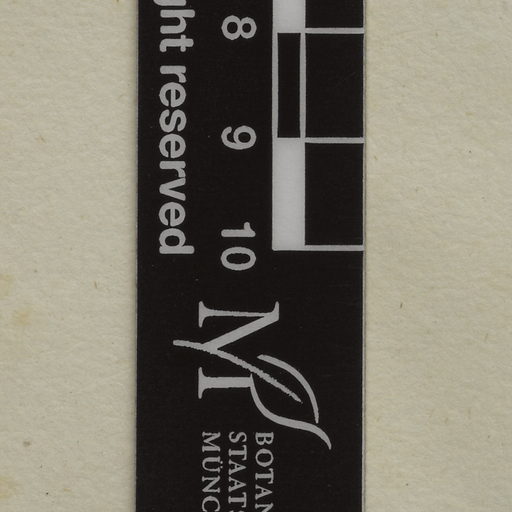 ght reserved
8
9
10
M
BOTAN
STAATS
MÜNC